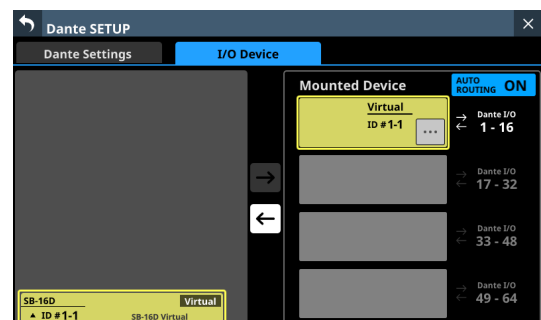 Dante SETUP
Dante Settings
I/O Device
Mounted Device
AUTO ROUTING ON
Virtual
ID #1-1
...
Dante I/O
1 - 16
Dante I/O
17 - 32
Dante I/O
33 - 48
Dante I/O
49 - 64
SB-16D
Virtual
ID #1-1
SB-16D Virtual